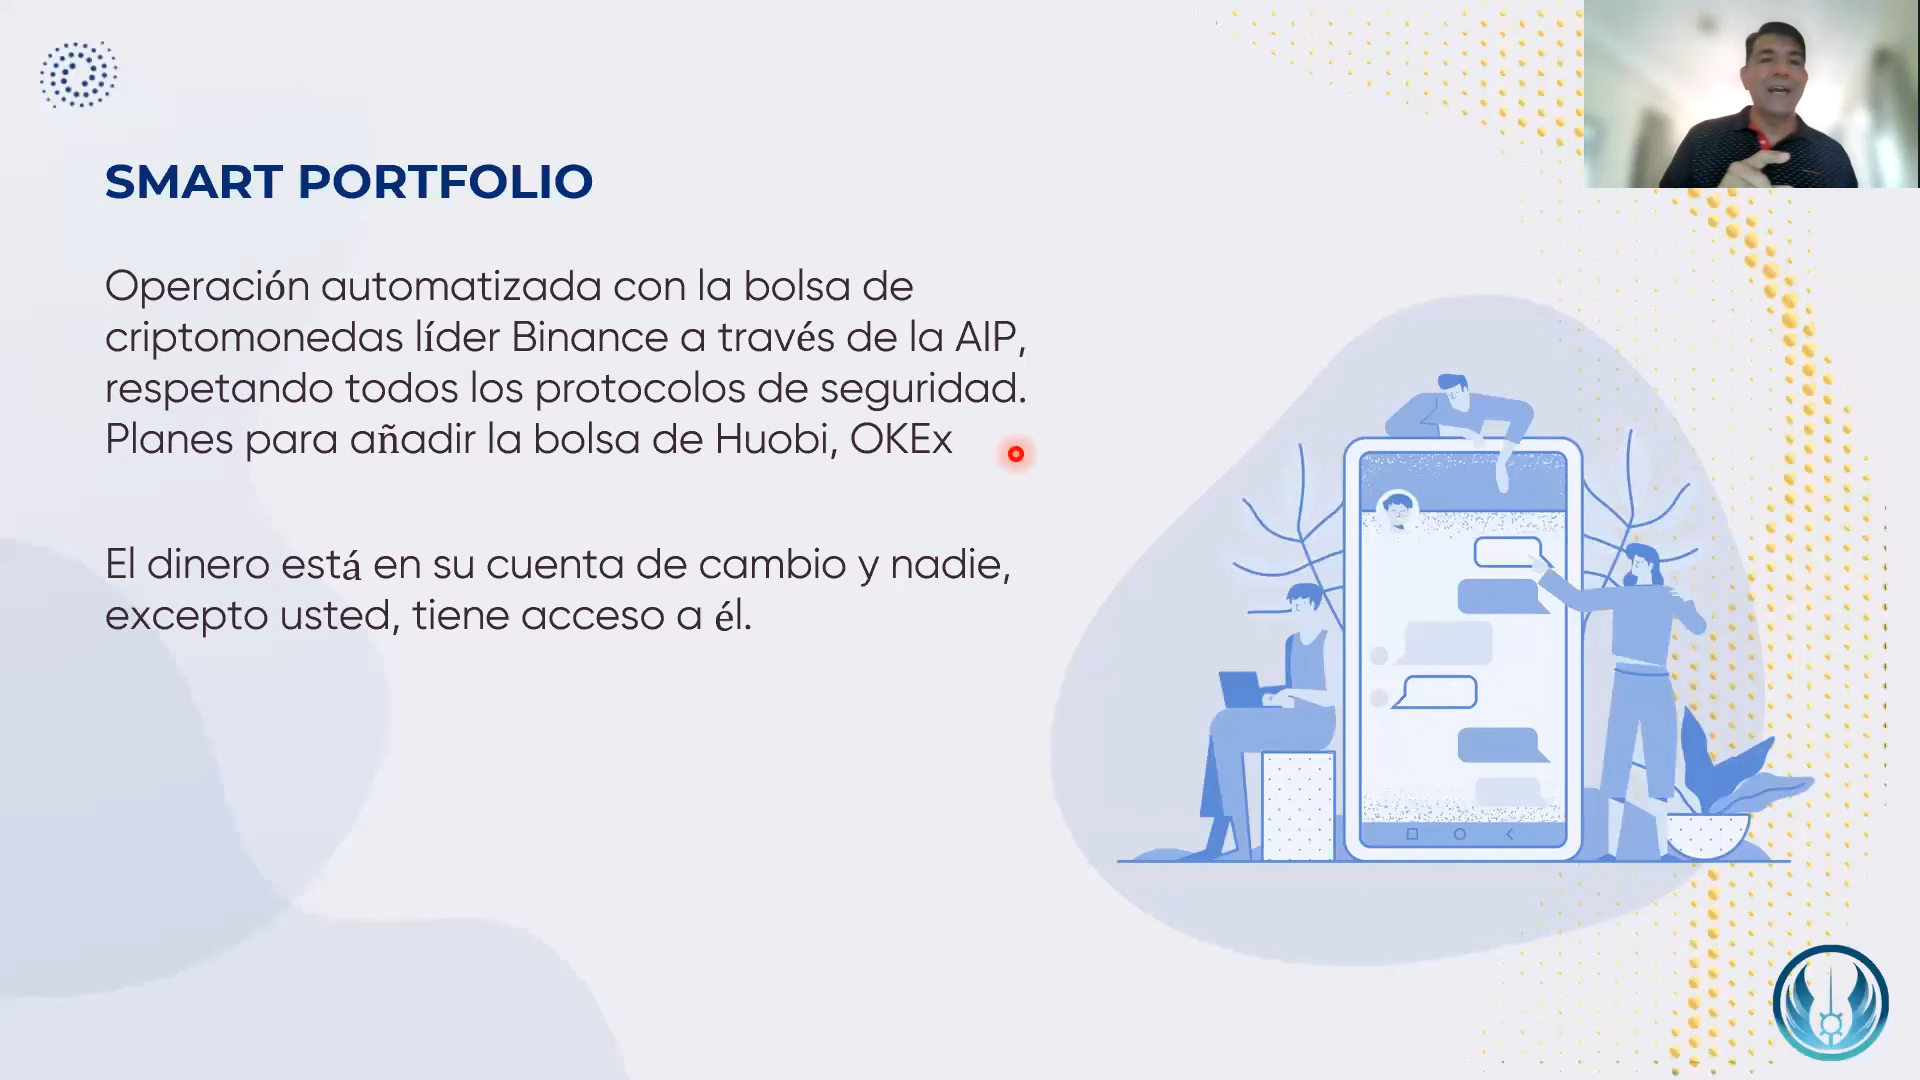 SMART PORTFOLIO
Operación automatizada con la bolsa de
criptomonedas líder Binance a través de la AIP,
respetando todos los protocolos de seguridad.
Planes para añadir la bolsa de Huobi, OKEx
El dinero está en su cuenta de cambio y nadie,
excepto usted, tiene acceso a él.